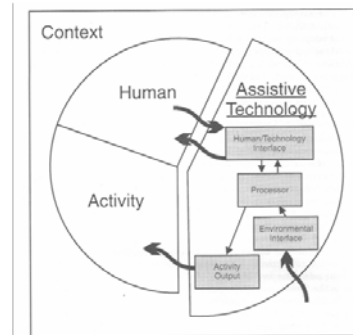 Context
Human
Assistive
Technology
Human/Technology
Interface
Processor
Activity
Environmental
Interface
Activity
Output